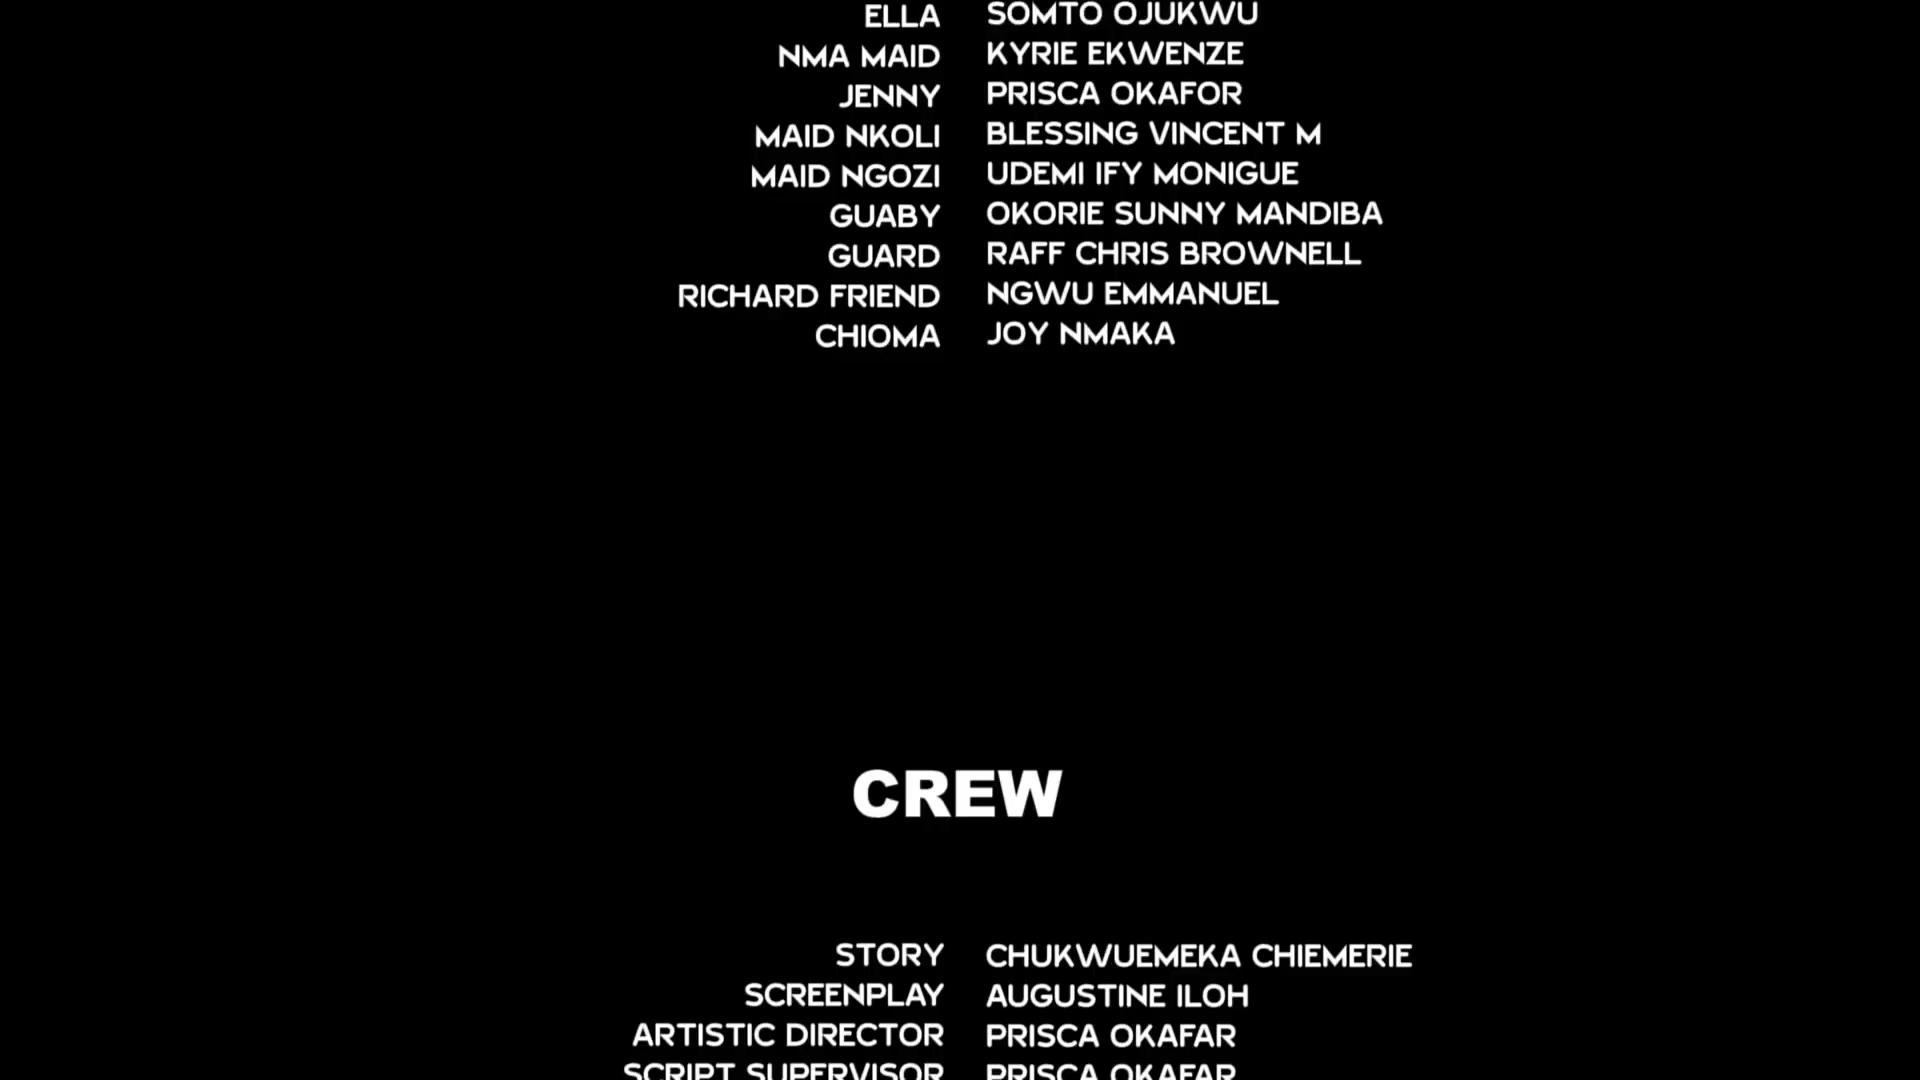 ELLA SOMTO OJUKWU
NMA MAID KYRIE EKWENZE
JENNY PRISCA OKAFOR
MAID NKOLI BLESSING VINCENT M
MAID NGOZI UDEMI IFY MONIGUE
GUABY OKORIE SUNNY MANDIBA
GUARD RAFF CHRIS BROWNELL
RICHARD FRIEND NGWU EMMANUEL
CHIOMA JOY NMAKA
CREW
STORY CHUKWUEMEKA CHIEMERIE
SCREENPLAY AUGUSTINE ILOH
ARTISTIC DIRECTOR PRISCA OKAFAR
SCRIPT SUPERVISOR PRISCA OKAFAR